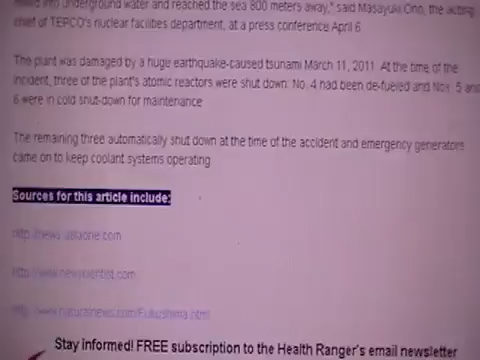 into underground water and reached the sea 800 meters away," said Masayuki Ono, the acting
chief of TEPCO's nuclear facilities department, at a press conference April 6.
The plant was damaged by a huge earthquake-caused tsunami March 11, 2011. At the time of the
incident, three of the plant's atomic reactors were shut down: No. 4 had been de-fueled and Nos. 5 and
6 were in cold shut-down for maintenance.
The remaining three automatically shut down at the time of the accident and emergency generators
came on to keep coolant systems operating.
Sources for this article include:
http://news.asiaone.com
http://www.newscientist.com
http://www.naturalnews.com/Fukushima.html
Stay informed! FREE subscription to the Health Ranger's email newsletter